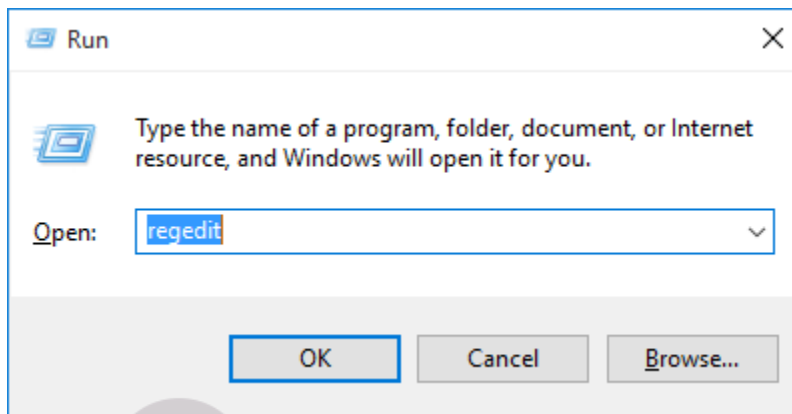 Run
Type the name of a program, folder, document, or Internet
resource, and Windows will open it for you.
Open: regedit
OK Cancel Browse...